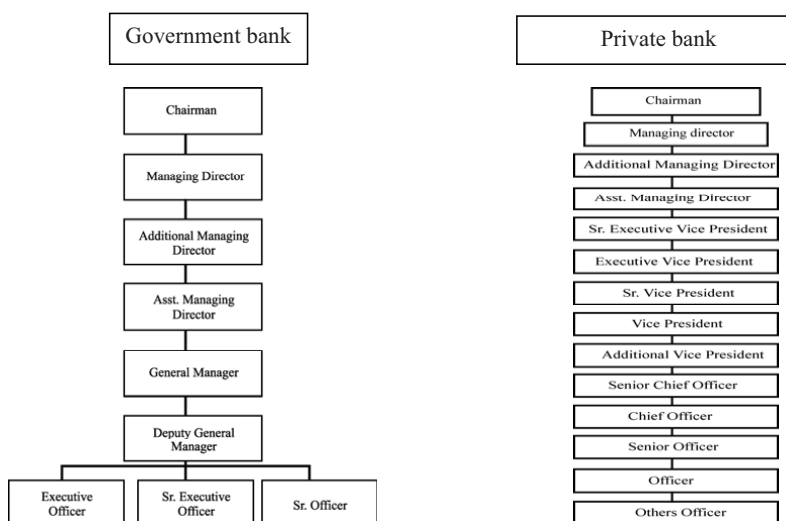 Government bank
Chairman
Managing Director
Additional Managing
Director
Asst. Managing
Director
General Manager
Deputy General
Manager
Executive
Officer
Sr. Executive
Officer
Sr. Officer
Private bank
Chairman
Managing director
Additional Managing Director
Asst. Managing Director
Sr. Executive Vice President
Executive Vice President
Sr. Vice President
Vice President
Additional Vice President
Senior Chief Officer
Chief Officer
Senior Officer
Officer
Others Officer